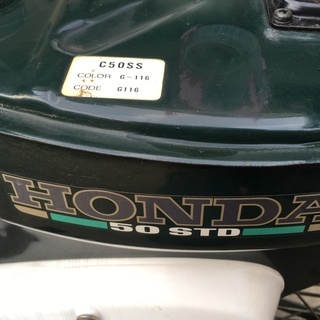 C50SS
COLOR G-116
CODE G116
HONDA
50 STD